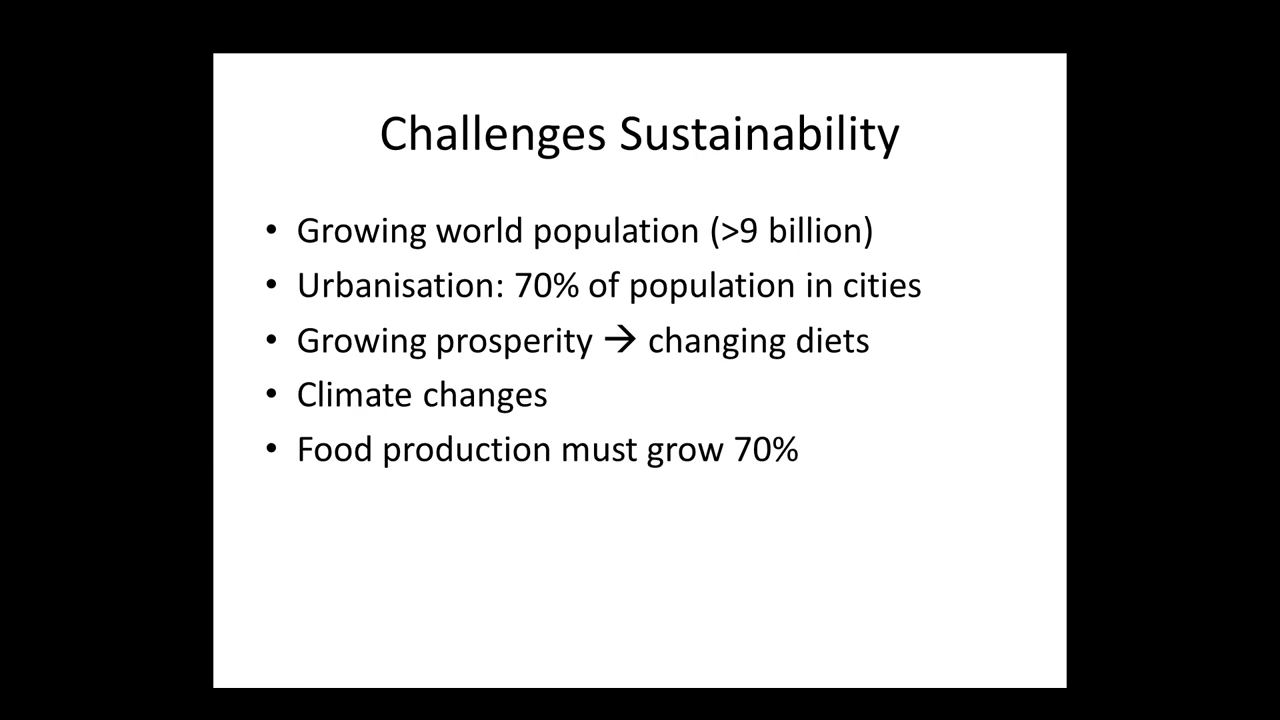 Challenges Sustainability
• Growing world population (>9 billion)
• Urbanisation: 70% of population in cities
• Growing prosperity → changing diets
• Climate changes
• Food production must grow 70%